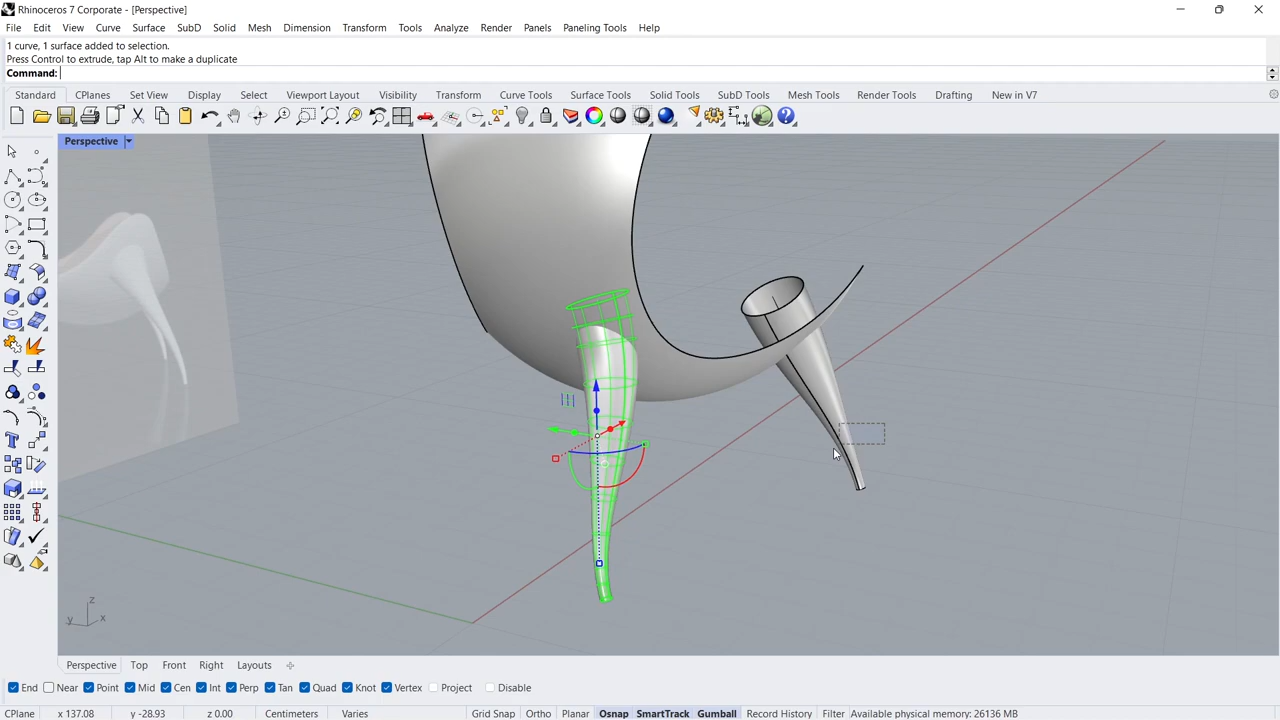 Rhinoceros 7 Corporate - [Perspective]
File Edit View Curve Surface SubD Solid Mesh Dimension Transform Tools Analyze Render Panels Paneling Tools Help
1 curve, 1 surface added to selection.
Press Control to extrude, tap Alt to make a duplicate
Command:
Standard CPlanes Set View Display Select Viewport Layout Visibility Transform Curve Tools Surface Tools Solid Tools SubD Tools Mesh Tools Render Tools Drafting New in V7
Perspective
z
y x
Perspective Top Front Right Layouts
End Near Point Mid Cen Int Perp Tan Quad Knot Vertex Project Disable
CPlane x 137.08 y -28.93 z 0.00 Centimeters Varies Grid Snap Ortho Planar Osnap SmartTrack Gumball Record History Filter Available physical memory: 26136 MB